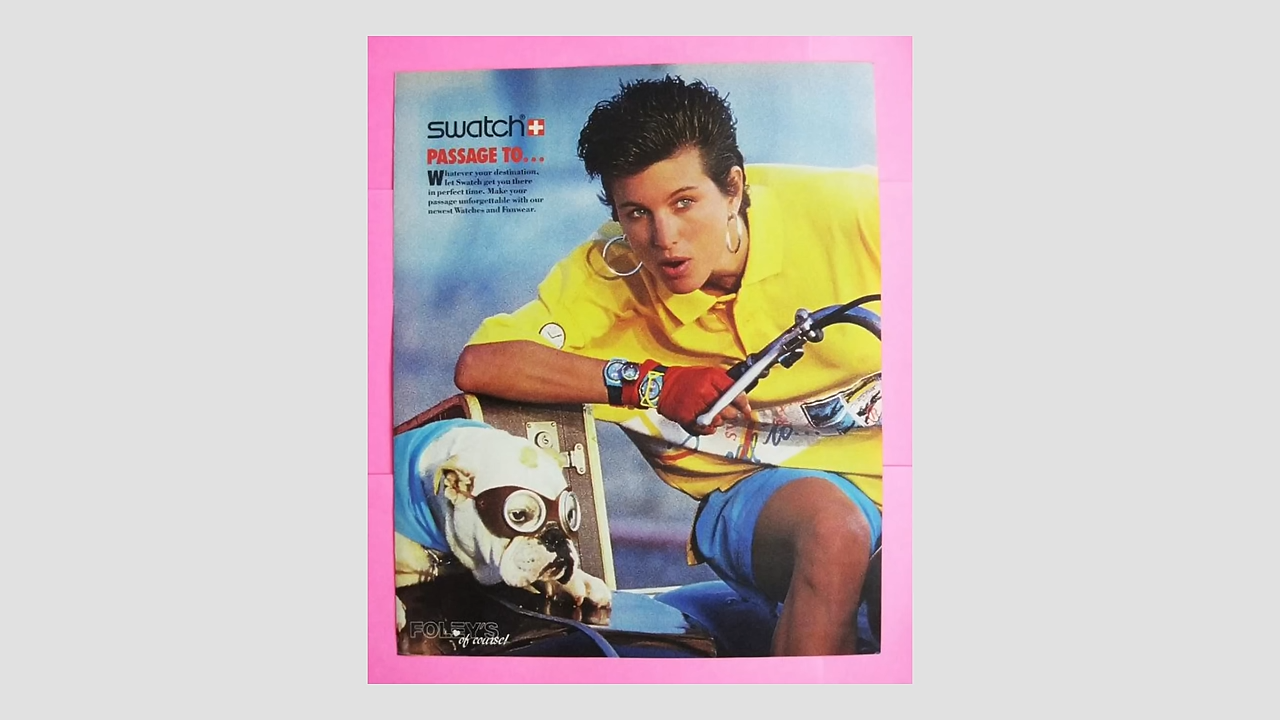 swatch®
PASSAGE TO...
Whatever your destination,
let Swatch get you there
in perfect time. Make your
passage unforgettable with our
newest Watches and Funwear.
to...
FOLEY'S
of course!